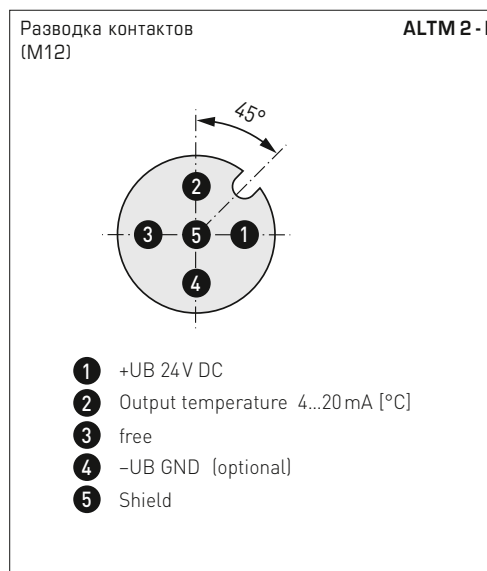 Разводка контактов
(M12)
ALTM 2 -
45°
2
3
5
1
4
1 +UB 24 V DC
2 Output temperature 4...20 mA [°C]
3 free
4 –UB GND (optional)
5 Shield